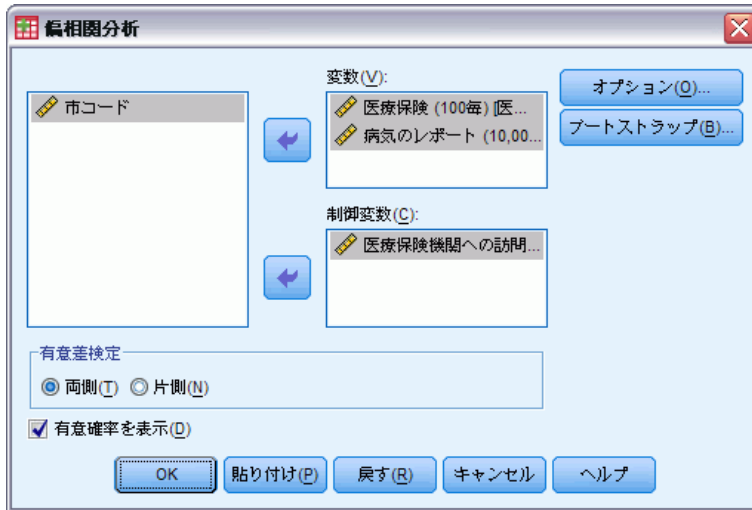 偏相関分析
変数(V):
市コード
医療保険 (100毎) [医...
病気のレポート (10,00...
オプション(O)...
ブートストラップ(B)...
制御変数(C):
医療保険機関への訪問...
有意差検定
両側(T) 片側(N)
有意確率を表示(D)
OK 貼り付け(P) 戻す(R) キャンセル ヘルプ